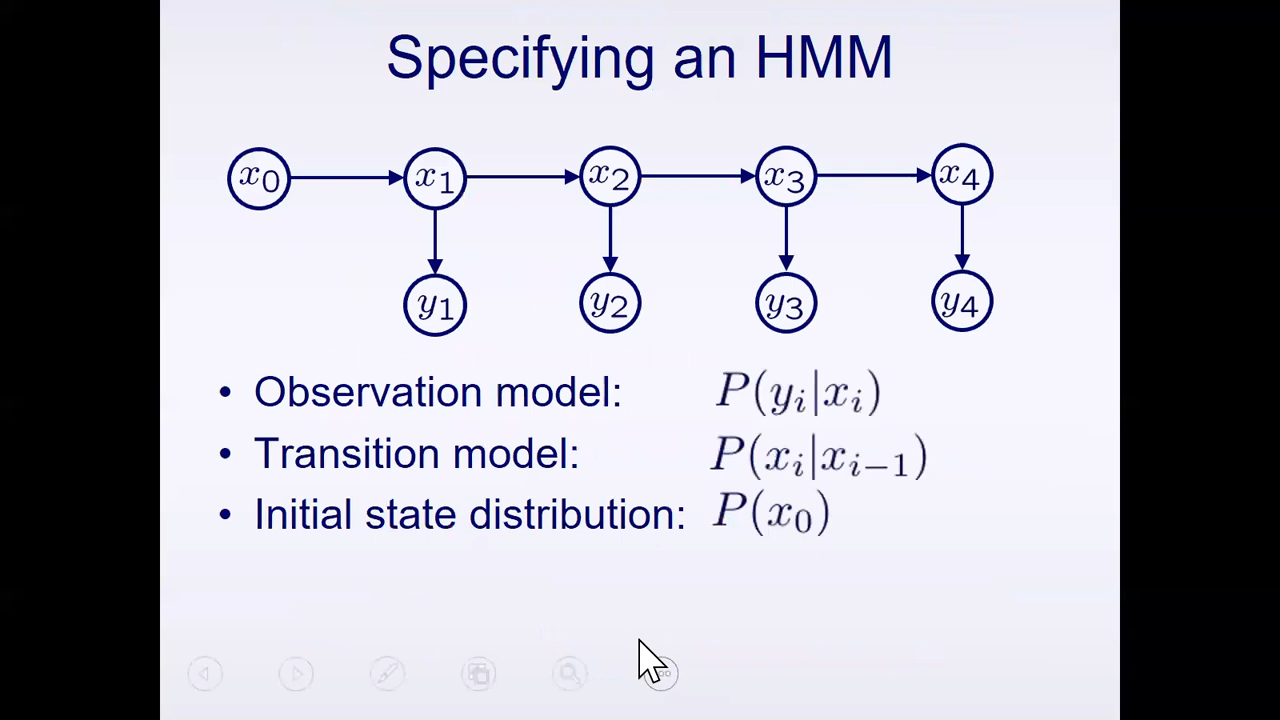 Specifying an HMM
x₀ x₁ x₂ x₃ x₄
y₁ y₂ y₃ y₄
• Observation model: P(yᵢ|xᵢ)
• Transition model: P(xᵢ|xᵢ₋₁)
• Initial state distribution: P(x₀)